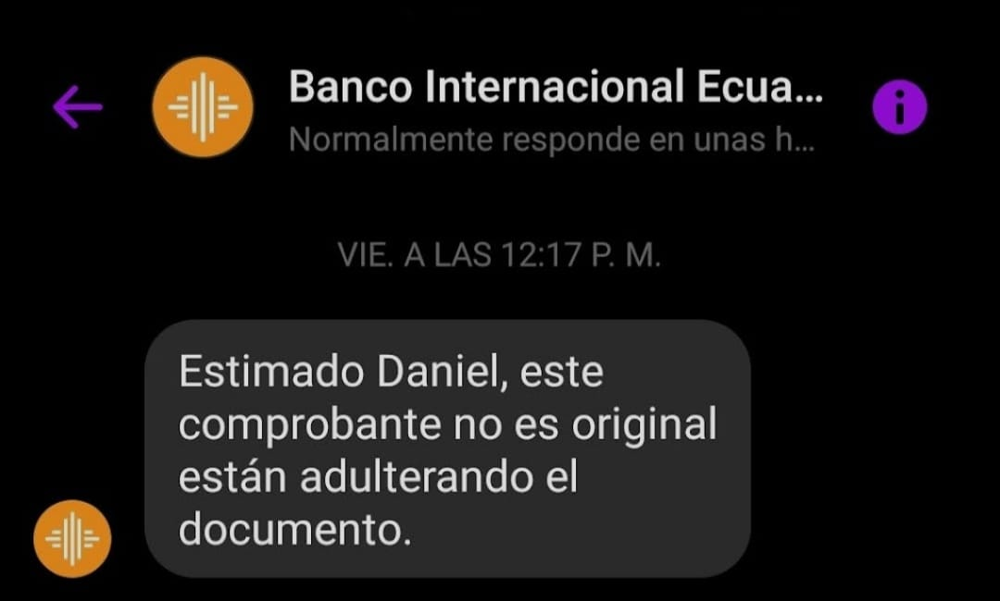 Banco Internacional Ecua...
Normalmente responde en unas h...
VIE. A LAS 12:17 P. M.
Estimado Daniel, este
comprobante no es original
están adulterando el
documento.